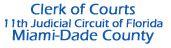 Clerk of Courts
11th Judicial Circuit of Florida
Miami-Dade County